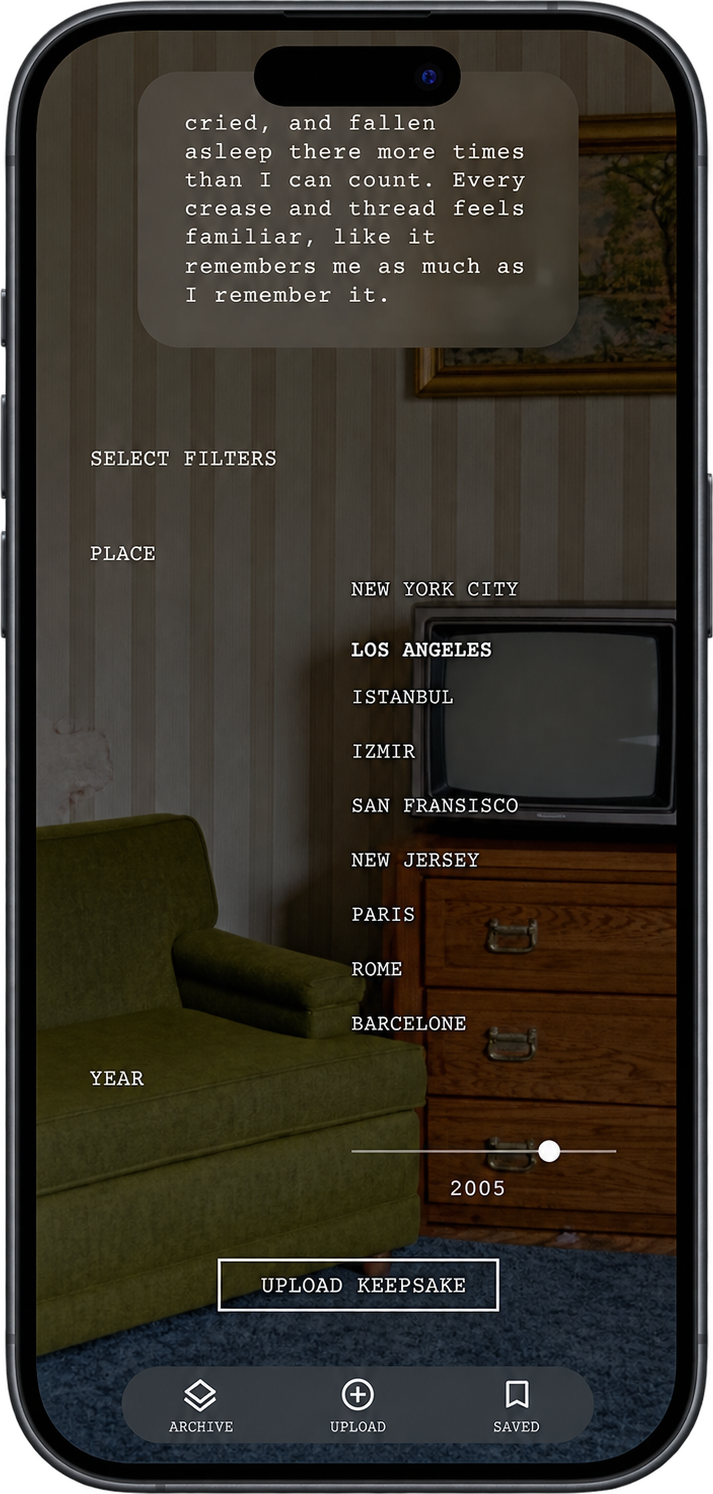 cried, and fallen
asleep there more times
than I can count. Every
crease and thread feels
familiar, like it
remembers me as much as
I remember it.
SELECT FILTERS
PLACE
NEW YORK CITY
LOS ANGELES
ISTANBUL
IZMIR
SAN FRANSISCO
NEW JERSEY
PARIS
ROME
BARCELONE
YEAR
2005
UPLOAD KEEPSAKE
ARCHIVE UPLOAD SAVED